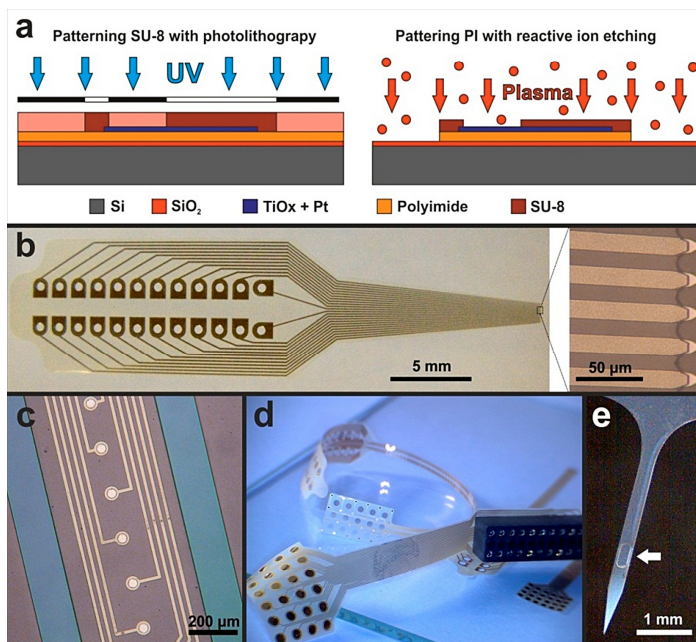 a
Patterning SU-8 with photolithograpy
Pattering PI with reactive ion etching
UV
Plasma
Si
SiO₂
TiOx + Pt
Polyimide
SU-8
b
5 mm
50 µm
c
200 µm
d
e
1 mm